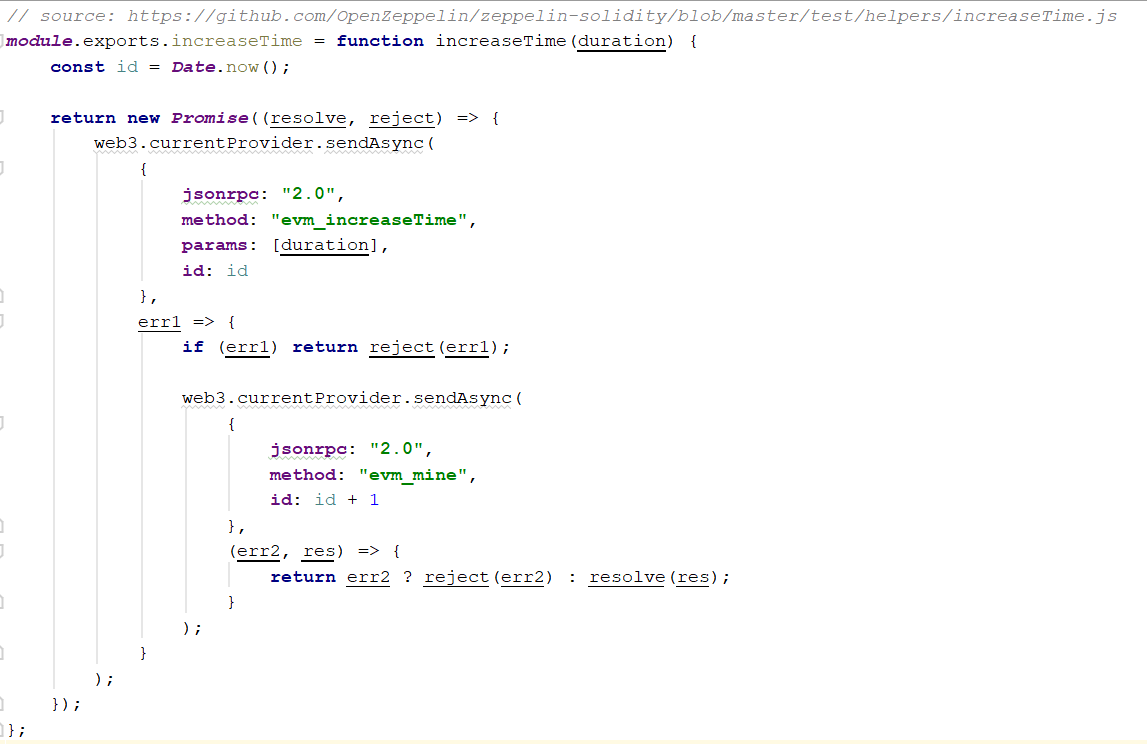 // source: https://github.com/OpenZeppelin/zeppelin-solidity/blob/master/test/helpers/increaseTime.js
module.exports.increaseTime = function increaseTime(duration) {
    const id = Date.now();

    return new Promise((resolve, reject) => {
        web3.currentProvider.sendAsync(
            {
                jsonrpc: "2.0",
                method: "evm_increaseTime",
                params: [duration],
                id: id
            },
            err1 => {
                if (err1) return reject(err1);

                web3.currentProvider.sendAsync(
                    {
                        jsonrpc: "2.0",
                        method: "evm_mine",
                        id: id + 1
                    },
                    (err2, res) => {
                        return err2 ? reject(err2) : resolve(res);
                    }
                );
            }
        );
    });
};